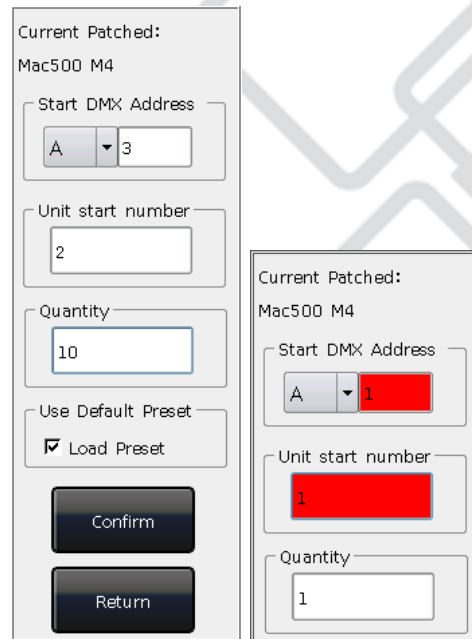 Current Patched:
Mac500 M4
Start DMX Address
A 3
Unit start number
2
Quantity
10
Use Default Preset
Load Preset
Confirm
Return
Current Patched:
Mac500 M4
Start DMX Address
A 1
Unit start number
1
Quantity
1